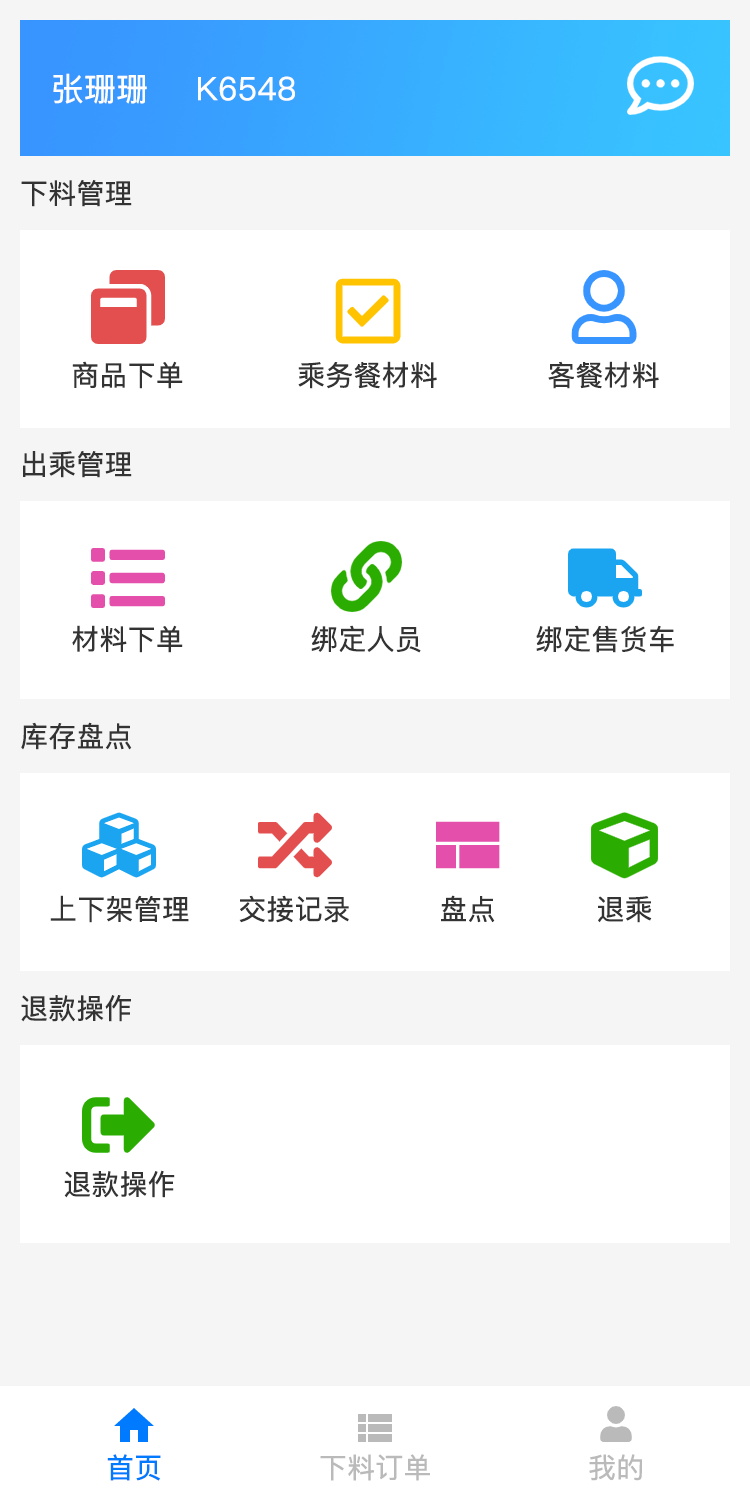 张珊珊 K6548
下料管理
商品下单 乘务餐材料 客餐材料
出乘管理
材料下单 绑定人员 绑定售货车
库存盘点
上下架管理 交接记录 盘点 退乘
退款操作
退款操作
首页 下料订单 我的